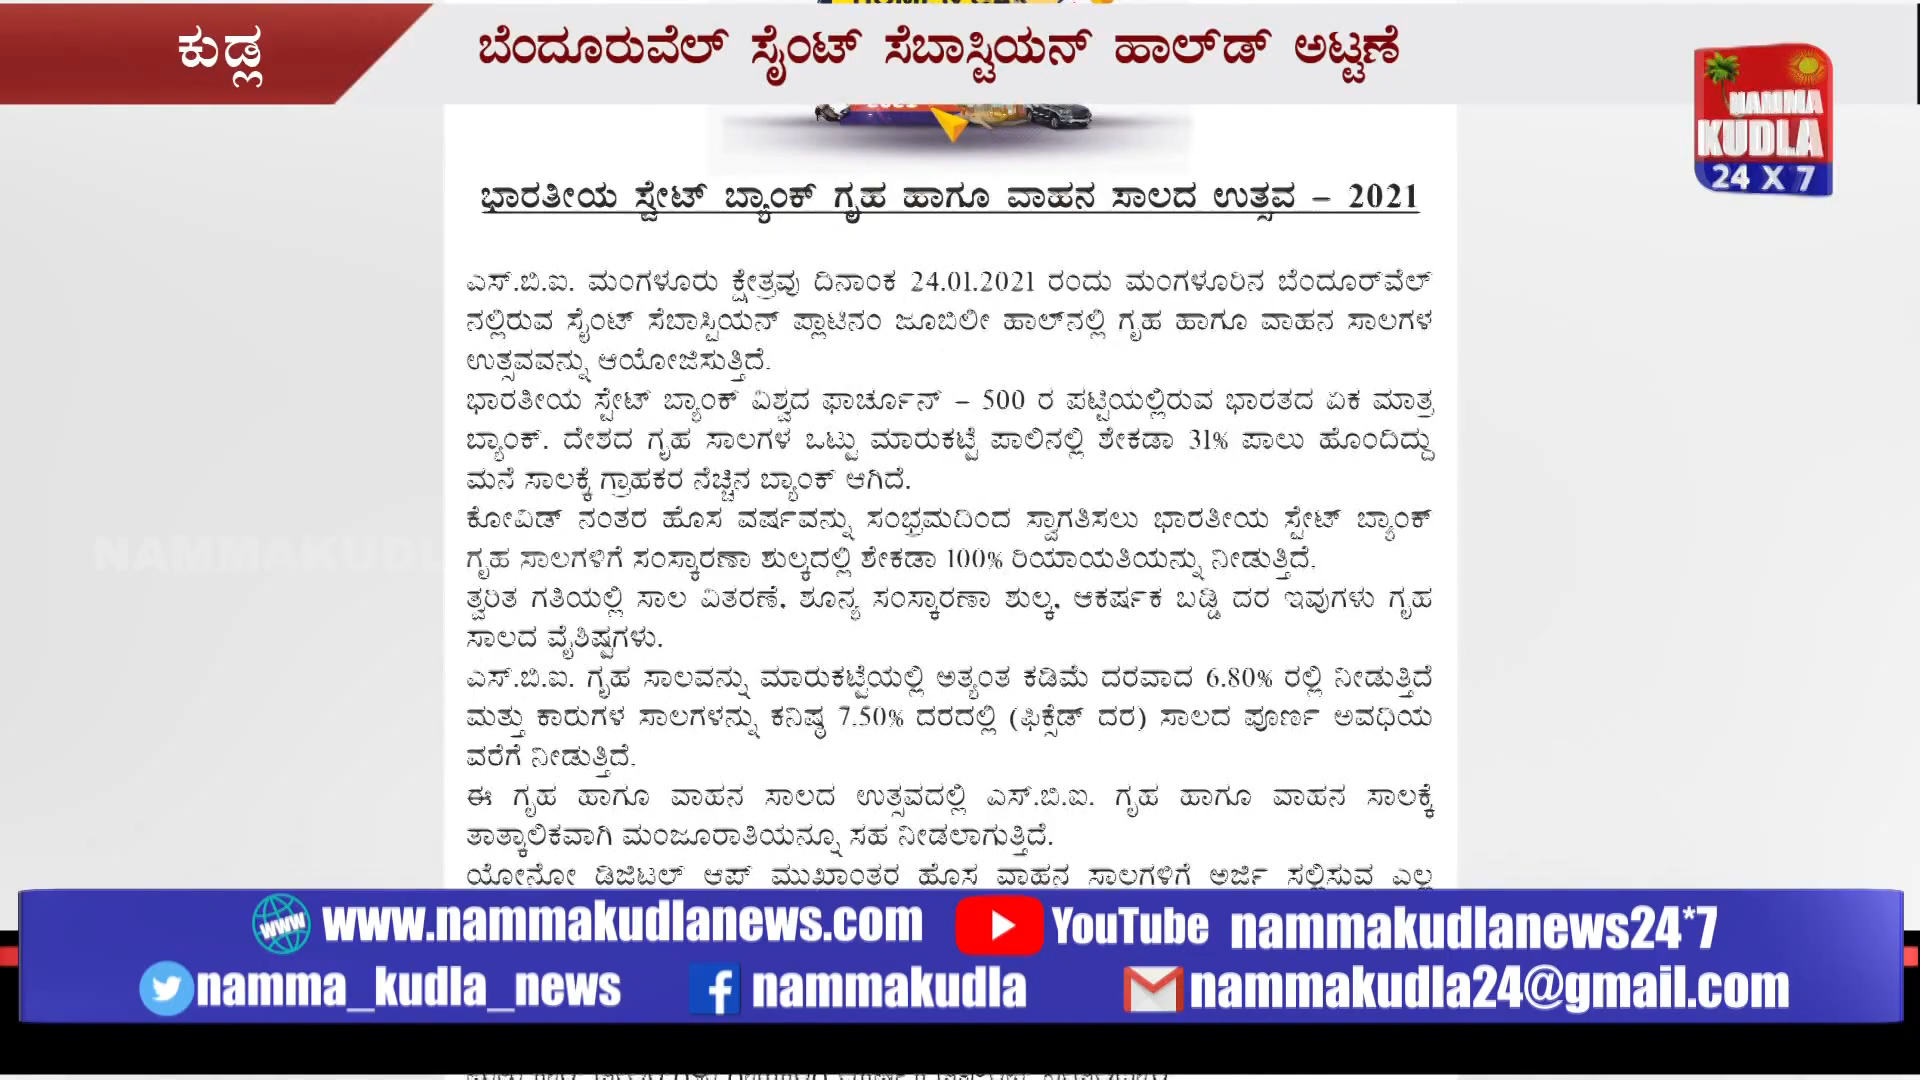 ಕುಡ್ಲ
ಬೆಂದೂರುವೆಲ್ ಸೈಂಟ್ ಸೆಬಾಸ್ಟಿಯನ್ ಹಾಲ್‌ಡ್ ಅಟ್ಟಣೆ
NAMMA
KUDLA
24 X 7
ಭಾರತೀಯ ಸ್ಟೇಟ್ ಬ್ಯಾಂಕ್ ಗೃಹ ಹಾಗೂ ವಾಹನ ಸಾಲದ ಉತ್ಸವ – 2021
ಎಸ್.ಬಿ.ಐ. ಮಂಗಳೂರು ಕ್ಷೇತ್ರವು ದಿನಾಂಕ 24.01.2021 ರಂದು ಮಂಗಳೂರಿನ ಬೆಂದೂರ್‌ವೆಲ್
ನಲ್ಲಿರುವ ಸೈಂಟ್ ಸೆಬಾಸ್ಟಿಯನ್ ಪ್ಲಾಟಿನಂ ಜೂಬಿಲೀ ಹಾಲ್‌ನಲ್ಲಿ ಗೃಹ ಹಾಗೂ ವಾಹನ ಸಾಲಗಳ
ಉತ್ಸವವನ್ನು ಆಯೋಜಿಸುತ್ತಿದೆ.
ಭಾರತೀಯ ಸ್ಟೇಟ್ ಬ್ಯಾಂಕ್ ವಿಶ್ವದ ಫಾರ್ಚೂನ್ – 500 ರ ಪಟ್ಟಿಯಲ್ಲಿರುವ ಭಾರತದ ಏಕ ಮಾತ್ರ
ಬ್ಯಾಂಕ್. ದೇಶದ ಗೃಹ ಸಾಲಗಳ ಒಟ್ಟು ಮಾರುಕಟ್ಟೆ ಪಾಲಿನಲ್ಲಿ ಶೇಕಡಾ 31% ಪಾಲು ಹೊಂದಿದ್ದು
ಮನೆ ಸಾಲಕ್ಕೆ ಗ್ರಾಹಕರ ನೆಚ್ಚಿನ ಬ್ಯಾಂಕ್ ಆಗಿದೆ.
ಕೋವಿಡ್ ನಂತರ ಹೊಸ ವರ್ಷವನ್ನು ಸಂಭ್ರಮದಿಂದ ಸ್ವಾಗತಿಸಲು ಭಾರತೀಯ ಸ್ಟೇಟ್ ಬ್ಯಾಂಕ್
NAMMAKUDL
ಗೃಹ ಸಾಲಗಳಿಗೆ ಸಂಸ್ಕಾರಣಾ ಶುಲ್ಕದಲ್ಲಿ ಶೇಕಡಾ 100% ರಿಯಾಯತಿಯನ್ನು ನೀಡುತ್ತಿದೆ.
ತ್ವರಿತ ಗತಿಯಲ್ಲಿ ಸಾಲ ವಿತರಣೆ, ಶೂನ್ಯ ಸಂಸ್ಕಾರಣಾ ಶುಲ್ಕ, ಆಕರ್ಷಕ ಬಡ್ಡಿ ದರ ಇವುಗಳು ಗೃಹ
ಸಾಲದ ವೈಶಿಷ್ಟಗಳು.
ಎಸ್.ಬಿ.ಐ. ಗೃಹ ಸಾಲವನ್ನು ಮಾರುಕಟ್ಟೆಯಲ್ಲಿ ಅತ್ಯಂತ ಕಡಿಮೆ ದರವಾದ 6.80% ರಲ್ಲಿ ನೀಡುತ್ತಿದೆ
ಮತ್ತು ಕಾರುಗಳ ಸಾಲಗಳನ್ನು ಕನಿಷ್ಠ 7.50% ದರದಲ್ಲಿ (ಫಿಕ್ಸೆಡ್ ದರ) ಸಾಲದ ಪೂರ್ಣ ಅವಧಿಯ
ವರೆಗೆ ನೀಡುತ್ತಿದೆ.
ಈ ಗೃಹ ಹಾಗೂ ವಾಹನ ಸಾಲದ ಉತ್ಸವದಲ್ಲಿ ಎಸ್.ಬಿ.ಐ. ಗೃಹ ಹಾಗೂ ವಾಹನ ಸಾಲಕ್ಕೆ
ತಾತ್ಕಾಲಿಕವಾಗಿ ಮಂಜೂರಾತಿಯನ್ನೂ ಸಹ ನೀಡಲಾಗುತ್ತಿದೆ.
ಯೋನೋ ಡಿಜಿಟಲ್ ಆಪ್ ಮುಖಾಂತರ ಹೊಸ ವಾಹನ ಸಾಲಗಳಿಗೆ ಅರ್ಜಿ ಸಲ್ಲಿಸುವ ಎಲ್ಲ
www.nammakudlanews.com YouTube nammakudlanews24*7
namma_kudla_news nammakudla nammakudla24@gmail.com